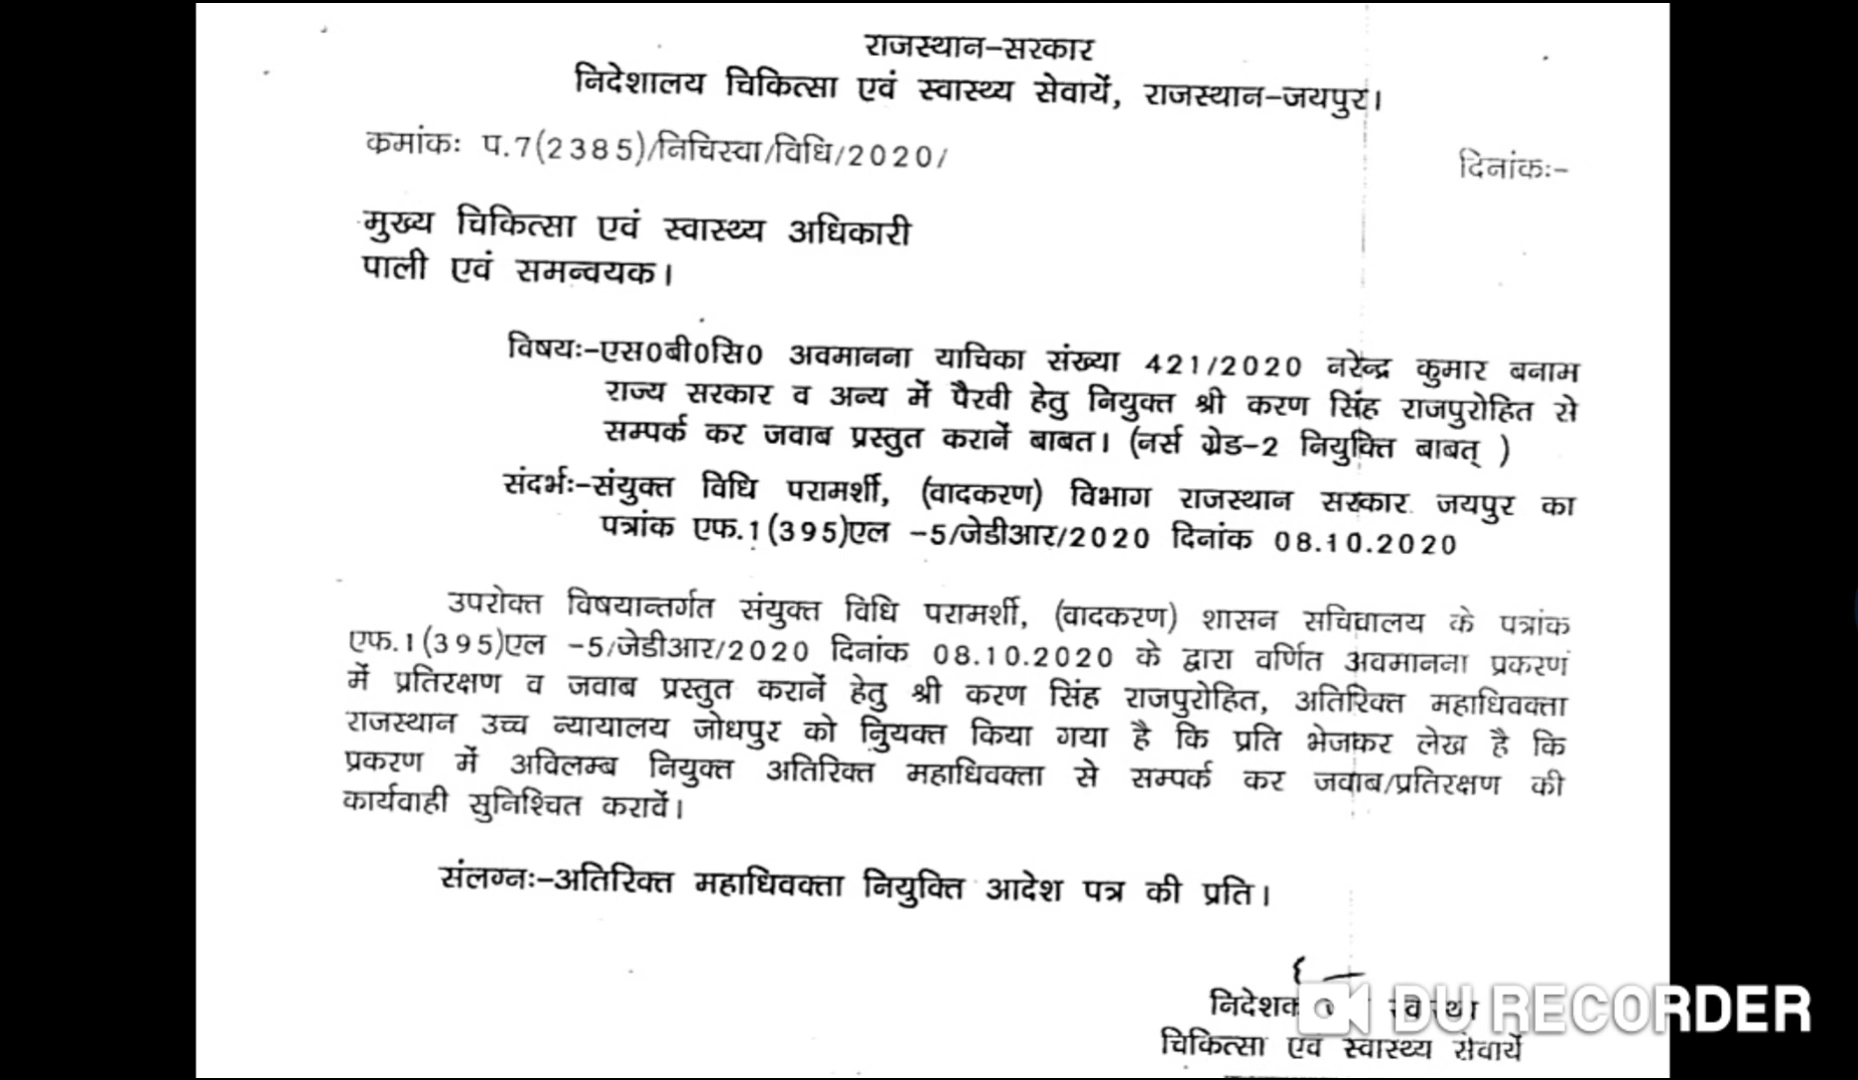 राजस्थान-सरकार
निदेशालय चिकित्सा एवं स्वास्थ्य सेवायें, राजस्थान-जयपुर।
क्रमांकः प.7(2385)/निचिस्वा/विधि/2020/
दिनांकः-
मुख्य चिकित्सा एवं स्वास्थ्य अधिकारी
पाली एवं समन्वयक।
विषयः-एस0बी0सि0 अवमानना याचिका संख्या 421/2020 नरेन्द्र कुमार बनाम
राज्य सरकार व अन्य में पैरवी हेतु नियुक्त श्री करण सिंह राजपुरोहित से
सम्पर्क कर जवाब प्रस्तुत करानें बाबत। (नर्स ग्रेड-2 नियुक्ति बाबत् )
संदर्भः-संयुक्त विधि परामर्शी, (वादकरण) विभाग राजस्थान सरकार जयपुर का
पत्रांक एफ.1(395)एल -5/जेडीआर/2020 दिनांक 08.10.2020
उपरोक्त विषयान्तर्गत संयुक्त विधि परामर्शी, (वादकरण) शासन सचिवालय के पत्रांक
एफ.1(395)एल -5/जेडीआर/2020 दिनांक 08.10.2020 के द्वारा वर्णित अवमानना प्रकरण
में प्रतिरक्षण व जवाब प्रस्तुत करानें हेतु श्री करण सिंह राजपुरोहित, अतिरिक्त महाधिवक्ता
राजस्थान उच्च न्यायालय जोधपुर को नियुक्त किया गया है कि प्रति भेजकर लेख है कि
प्रकरण में अविलम्ब नियुक्त अतिरिक्त महाधिवक्ता से सम्पर्क कर जवाब/प्रतिरक्षण की
कार्यवाही सुनिश्चित करावें।
संलग्नः-अतिरिक्त महाधिवक्ता नियुक्ति आदेश पत्र की प्रति।
DU RECORDER
चिकित्सा एवं स्वास्थ्य सेवायें